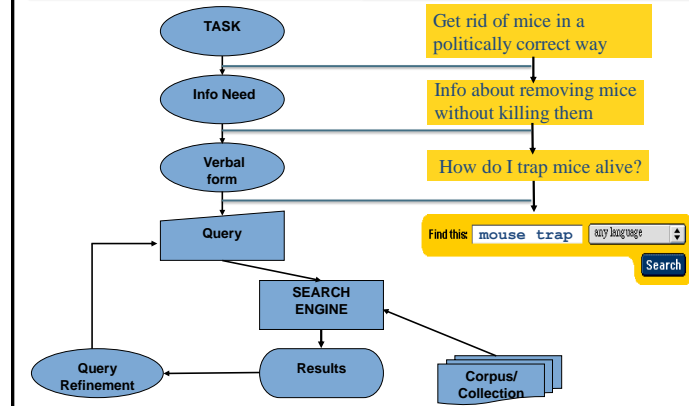 TASK
Get rid of mice in a
politically correct way
Info Need
Info about removing mice
without killing them
Verbal
form
How do I trap mice alive?
Query
Find this: mouse trap any language
Search
SEARCH
ENGINE
Query
Refinement
Results
Corpus/
Collection